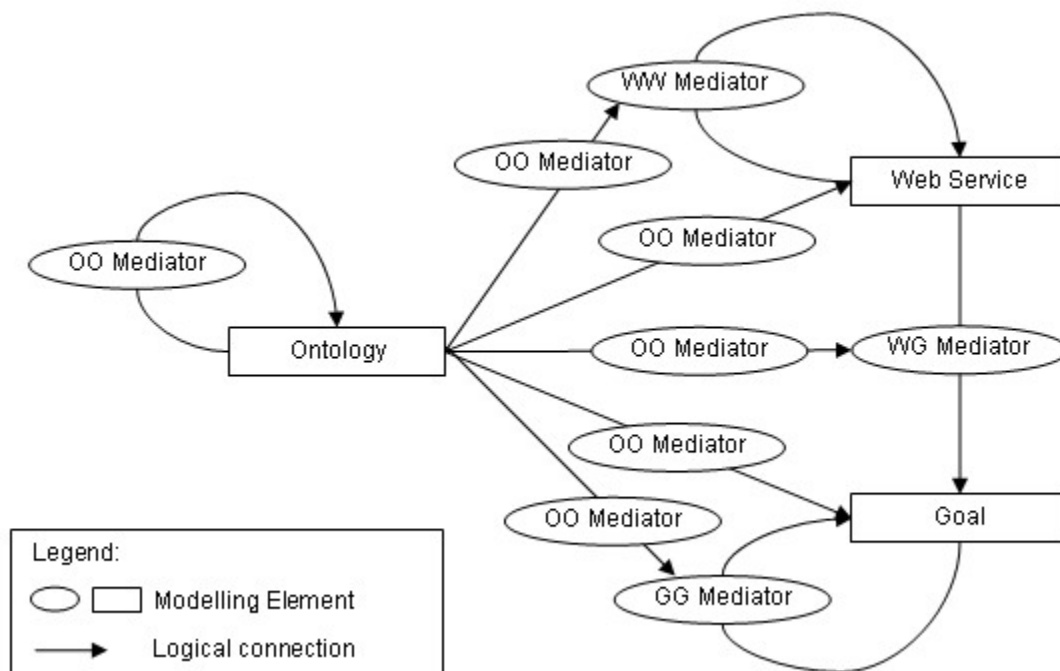 WW Mediator
OO Mediator
Web Service
OO Mediator
OO Mediator
Ontology
OO Mediator
WG Mediator
OO Mediator
OO Mediator
Goal
GG Mediator
Legend:
Modelling Element
Logical connection